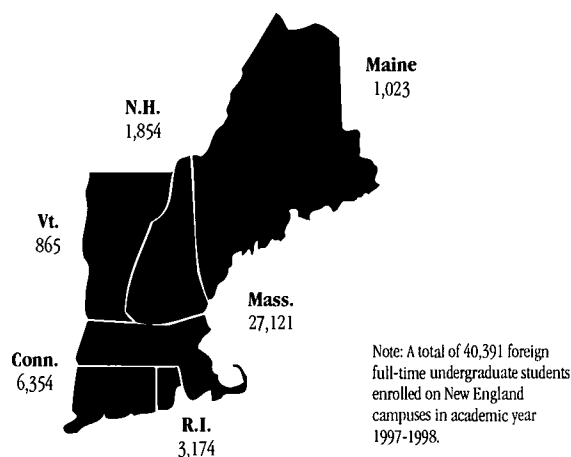 Maine
1,023
N.H.
1,854
Vt.
865
Mass.
27,121
Conn.
6,354
R.I.
3,174
Note: A total of 40,391 foreign
full-time undergraduate students
enrolled on New England
campuses in academic year
1997-1998.